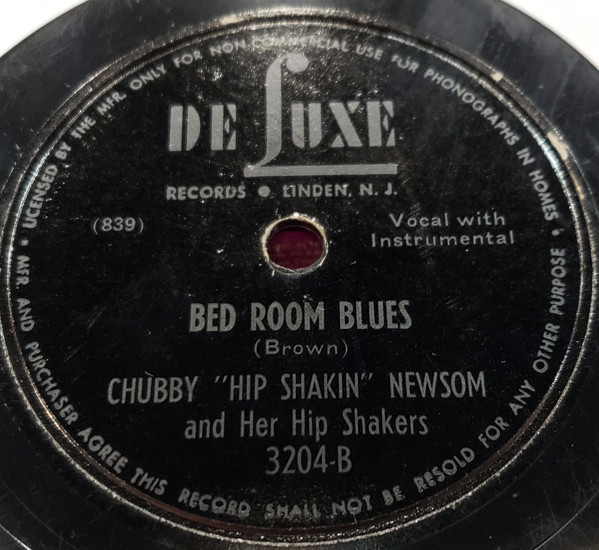 LICENSED BY THE MFR. ONLY FOR NON COMMERCIAL USE FOR PHONOGRAPHS IN HOMES •
MFR. AND PURCHASER AGREE THIS RECORD SHALL NOT BE RESOLD FOR ANY OTHER PURPOSE •
DE LUXE
RECORDS ● LINDEN, N. J.
(839)
Vocal with
Instrumental
BED ROOM BLUES
(Brown)
CHUBBY "HIP SHAKIN" NEWSOM
and Her Hip Shakers
3204-B